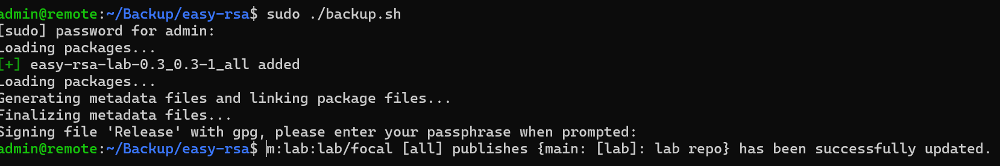 admin@remote:~/Backup/easy-rsa$ sudo ./backup.sh
[sudo] password for admin:
Loading packages...
[+] easy-rsa-lab-0.3_0.3-1_all added
Loading packages...
Generating metadata files and linking package files...
Finalizing metadata files...
Signing file 'Release' with gpg, please enter your passphrase when prompted:
admin@remote:~/Backup/easy-rsa$ m:lab:lab/focal [all] publishes {main: [lab]: lab repo} has been successfully updated.